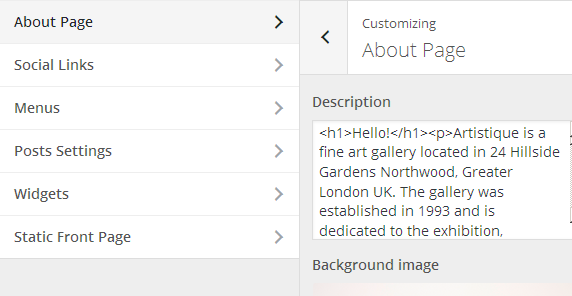 About Page
Social Links
Menus
Posts Settings
Widgets
Static Front Page
Customizing
About Page
Description
<h1>Hello!</h1><p>Artistique is a
fine art gallery located in 24 Hillside
Gardens Northwood, Greater
London UK. The gallery was
established in 1993 and is
dedicated to the exhibition,
Background image